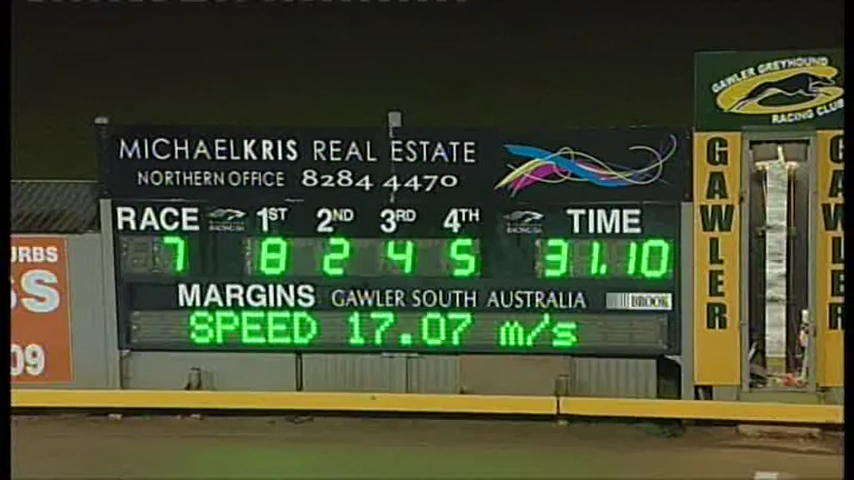 GAWLER GREYHOUND
RACING CLUB
MICHAELKRIS REAL ESTATE
NORTHERN OFFICE 8284 4470
RACE 1ST 2ND 3RD 4TH TIME
7 8 2 4 5 31.10
MARGINS GAWLER SOUTH AUSTRALIA BROOK
SPEED 17.07 m/s
GAWLER
GAWLER
URBS
SS
09